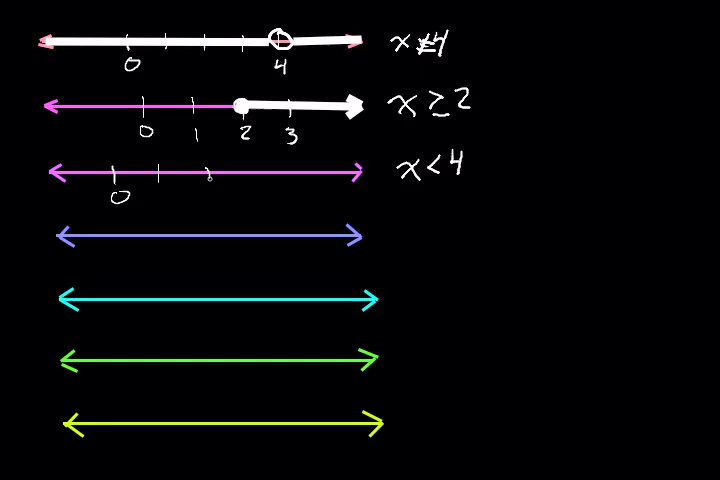 x ≠ 4
0 4
x ≥ 2
0 1 2 3
x < 4
0